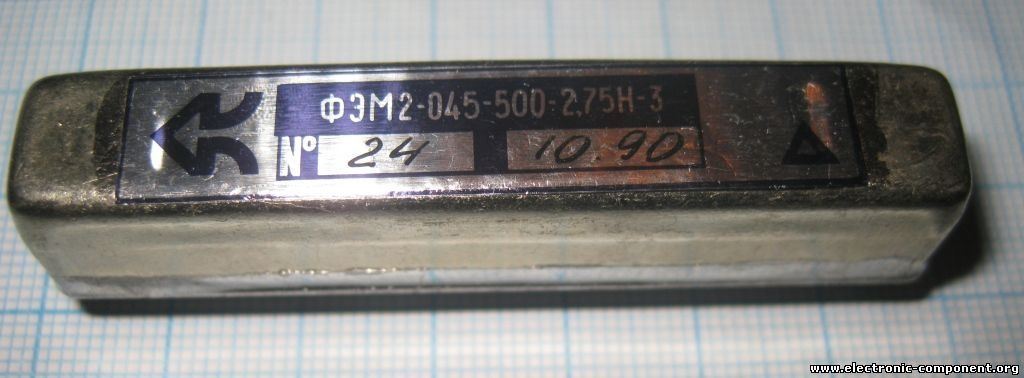 ФЭМ2-045-500-2,75Н-3
№ 24 10.90
www.electronic-component.org